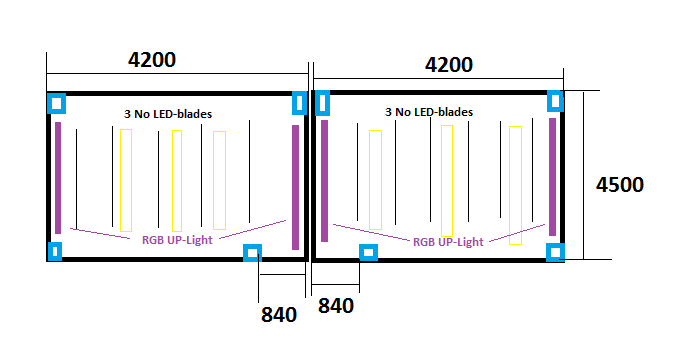 4200
4200
3 No LED-blades
3 No LED-blades
4500
RGB UP-Light
RGB UP-Light
840
840